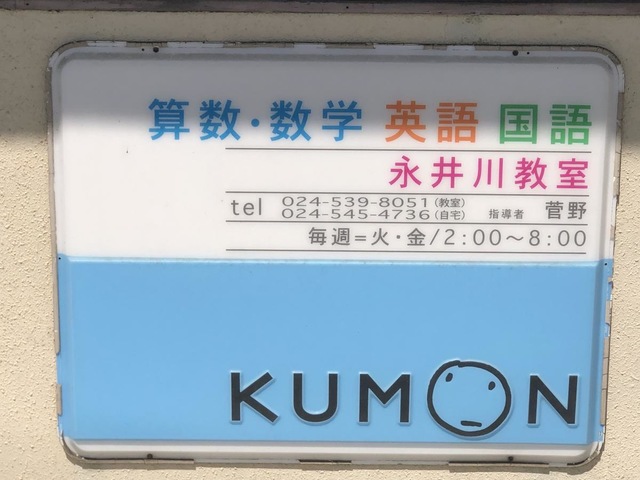 算数・数学 英語 国語
永井川教室
tel 024-539-8051(教室)
024-545-4736(自宅) 指導者 菅野
毎週=火・金/2:00～8:00
KUMON